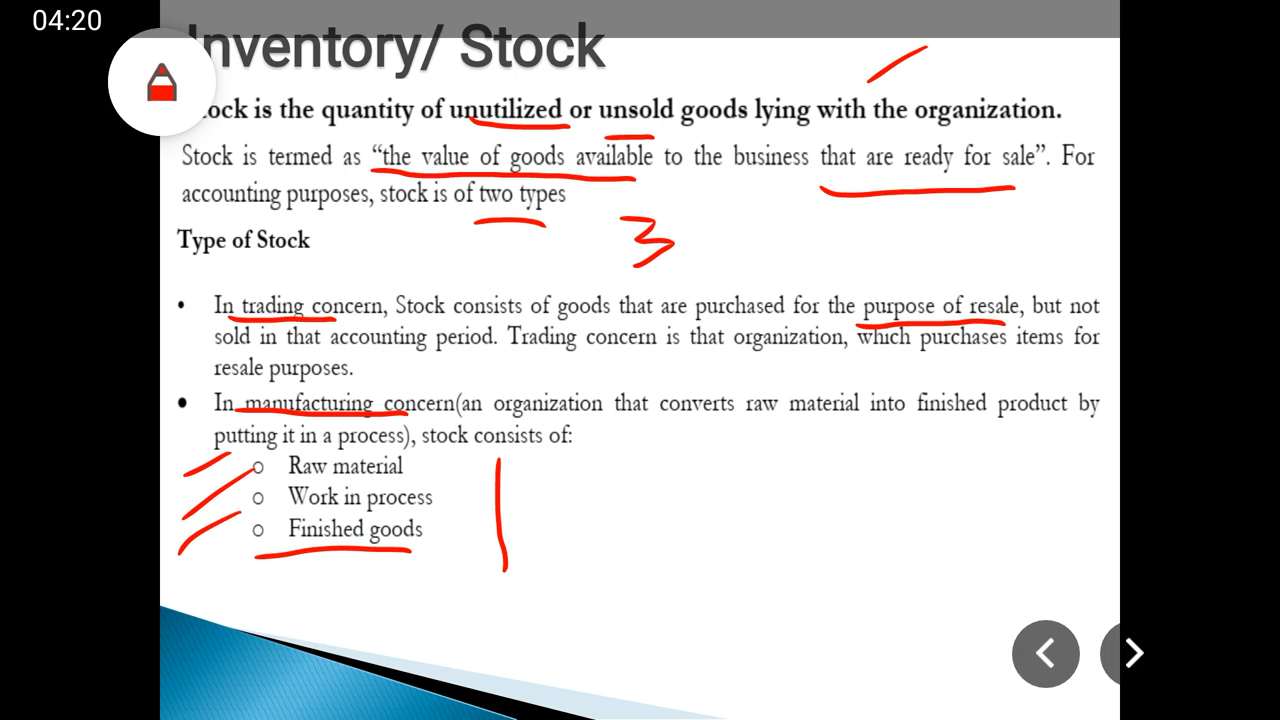 04:20
Inventory/ Stock
Stock is the quantity of unutilized or unsold goods lying with the organization.
Stock is termed as “the value of goods available to the business that are ready for sale”. For
accounting purposes, stock is of two types
3
Type of Stock
• In trading concern, Stock consists of goods that are purchased for the purpose of resale, but not
sold in that accounting period. Trading concern is that organization, which purchases items for
resale purposes.
• In manufacturing concern(an organization that converts raw material into finished product by
putting it in a process), stock consists of:
o Raw material
o Work in process
o Finished goods